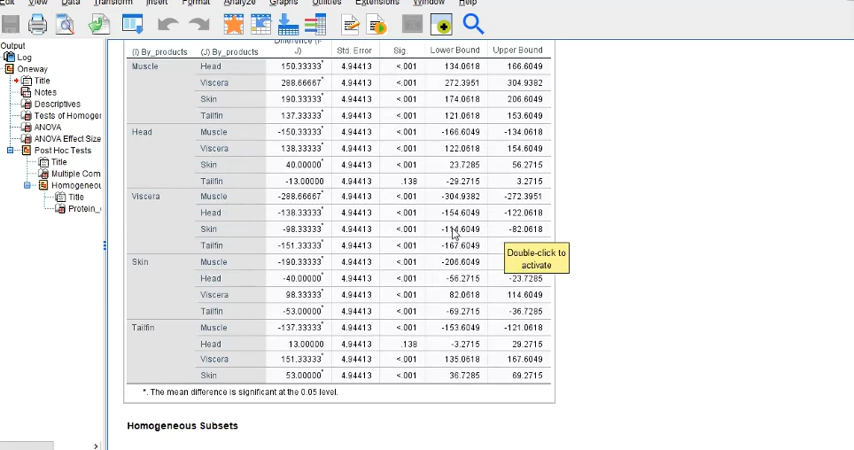 Edit View Data Transform Insert Format Analyze Graphs Utilities Extensions Window Help
Output
Log
Oneway
Title
Notes
Descriptives
Tests of Homogen
ANOVA
ANOVA Effect Size
Post Hoc Tests
Title
Multiple Com
Homogeneou
Title
Protein_
Difference (I-
(I) By_products (J) By_products J) Std. Error Sig. Lower Bound Upper Bound
Muscle Head 150.33333* 4.94413 <.001 134.0618 166.6049
Viscera 288.66667* 4.94413 <.001 272.3951 304.9382
Skin 190.33333* 4.94413 <.001 174.0618 206.6049
Tailfin 137.33333* 4.94413 <.001 121.0618 153.6049
Head Muscle -150.33333* 4.94413 <.001 -166.6049 -134.0618
Viscera 138.33333* 4.94413 <.001 122.0618 154.6049
Skin 40.00000* 4.94413 <.001 23.7285 56.2715
Tailfin -13.00000 4.94413 .138 -29.2715 3.2715
Viscera Muscle -288.66667* 4.94413 <.001 -304.9382 -272.3951
Head -138.33333* 4.94413 <.001 -154.6049 -122.0618
Skin -98.33333* 4.94413 <.001 -114.6049 -82.0618
Tailfin -151.33333* 4.94413 <.001 -167.6049
Double-click to
activate
Skin Muscle -190.33333* 4.94413 <.001 -206.6049
Head -40.00000* 4.94413 <.001 -56.2715 -23.7285
Viscera 98.33333* 4.94413 <.001 82.0618 114.6049
Tailfin -53.00000* 4.94413 <.001 -69.2715 -36.7285
Tailfin Muscle -137.33333* 4.94413 <.001 -153.6049 -121.0618
Head 13.00000 4.94413 .138 -3.2715 29.2715
Viscera 151.33333* 4.94413 <.001 135.0618 167.6049
Skin 53.00000* 4.94413 <.001 36.7285 69.2715
*. The mean difference is significant at the 0.05 level.
Homogeneous Subsets